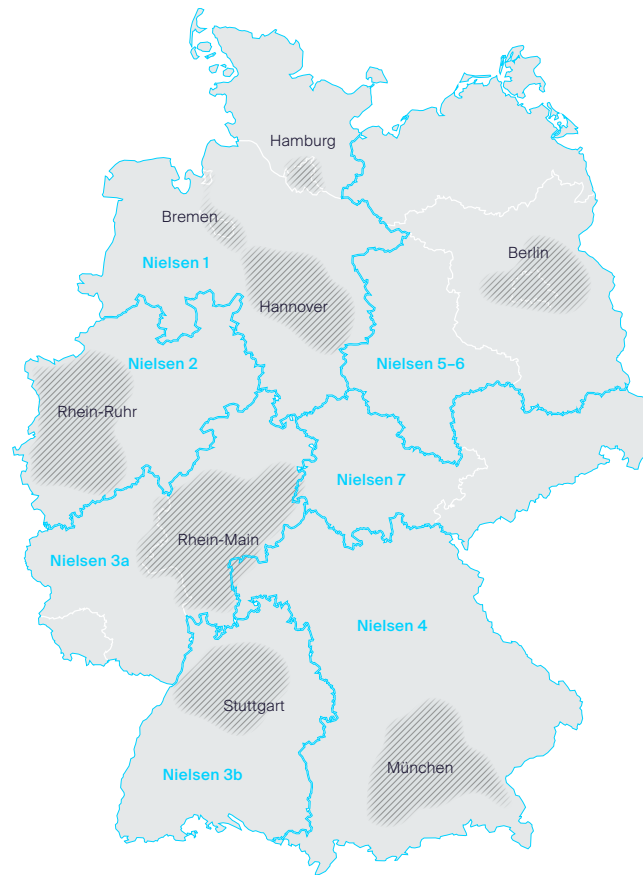 Hamburg
Bremen
Nielsen 1
Berlin
Hannover
Nielsen 2
Nielsen 5–6
Rhein-Ruhr
Nielsen 7
Rhein-Main
Nielsen 3a
Nielsen 4
Stuttgart
München
Nielsen 3b